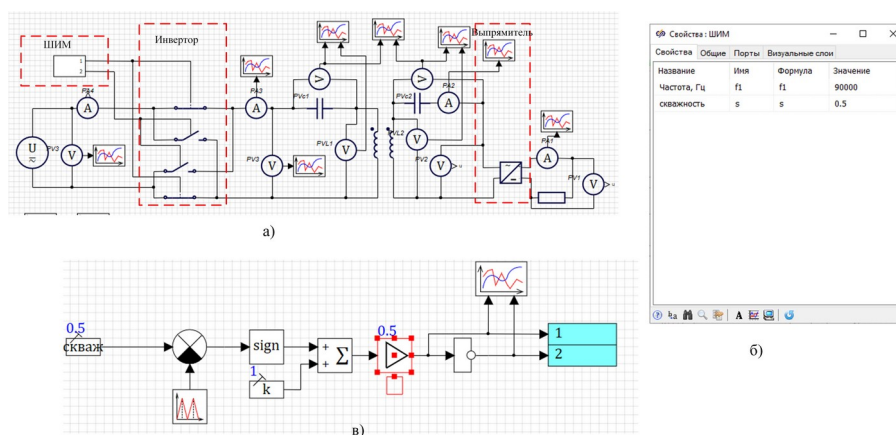 а)
ШИМ
Инвертор
Выпрямитель
1
2
PA4
A
PA3
A
PVc1
V
PVc2
V
PA2
A
U
PV3
V
PV3
V
PVL1
V
PVL2
V
PV2
V
PA1
A
PV1
V
а)
Свойства : ШИМ
Свойства Общие Порты Визуальные слои
Название Имя Формула Значение
Частота, Гц f1 f1 90000
скважность s s 0.5
б)
0.5
скваж
sign
1
k
+
+
Σ
0.5
1
2
в)